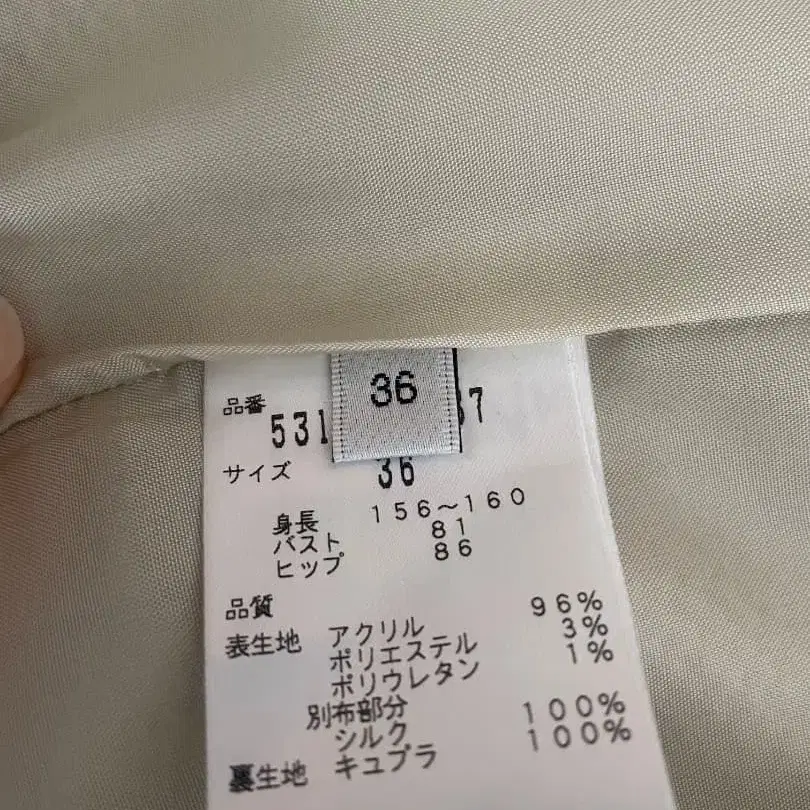 36
品番
531 37
サイズ 36
身長 156～160
バスト 81
ヒップ 86
品質
表生地 アクリル 96%
ポリエステル 3%
ポリウレタン 1%
別布部分
シルク 100%
裏生地 キュプラ 100%